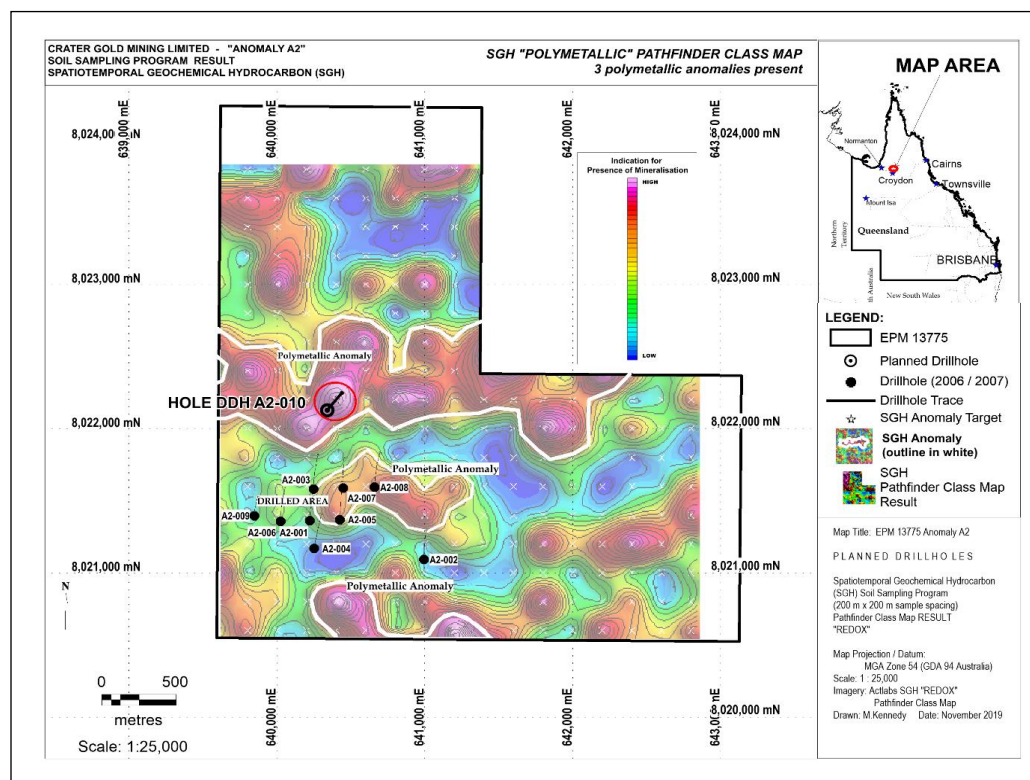 CRATER GOLD MINING LIMITED - "ANOMALY A2"
SOIL SAMPLING PROGRAM RESULT
SPATIOTEMPORAL GEOCHEMICAL HYDROCARBON (SGH)
SGH "POLYMETALLIC" PATHFINDER CLASS MAP
3 polymetallic anomalies present
639,000 mE
640,000 mE
641,000 mE
642,000 mE
8,024,000 mN
8,024,000 mN
8,023,000 mN
8,023,000 mN
8,022,000 mN
8,022,000 mN
8,021,000 mN
8,021,000 mN
8,020,000 mN
Indication for
Presence of Mineralisation
HIGH
LOW
Polymetallic Anomaly
HOLE DDH A2-010
Polymetallic Anomaly
A2-003
A2-008
A2-007
DRILLED AREA
A2-009
A2-005
A2-006
A2-001
A2-004
A2-002
Polymetallic Anomaly
N
0 500
metres
Scale: 1:25,000
640,000 mE
641,000 mE
642,000 mE
MAP AREA
Normanton
Croydon
Cairns
Townsville
Mount Isa
Queensland
Northern
Territory
BRISBANE
th Australia
New South Wales
LEGEND:
EPM 13775
Planned Drillhole
Drillhole (2006 / 2007)
Drillhole Trace
SGH Anomaly Target
SGH Anomaly
(outline in white)
SGH
Pathfinder Class Map
Result
Map Title: EPM 13775 Anomaly A2
PLANNED DRILLHOLES
Spatiotemporal Geochemical Hydrocarbon
(SGH) Soil Sampling Program
(200 m x 200 m sample spacing)
Pathfinder Class Map RESULT
"REDOX"
Map Projection / Datum:
MGA Zone 54 (GDA 94 Australia)
Scale: 1 : 25,000
Imagery: Actlabs SGH "REDOX"
Pathfinder Class Map
Drawn: M.Kennedy Date: November 2019